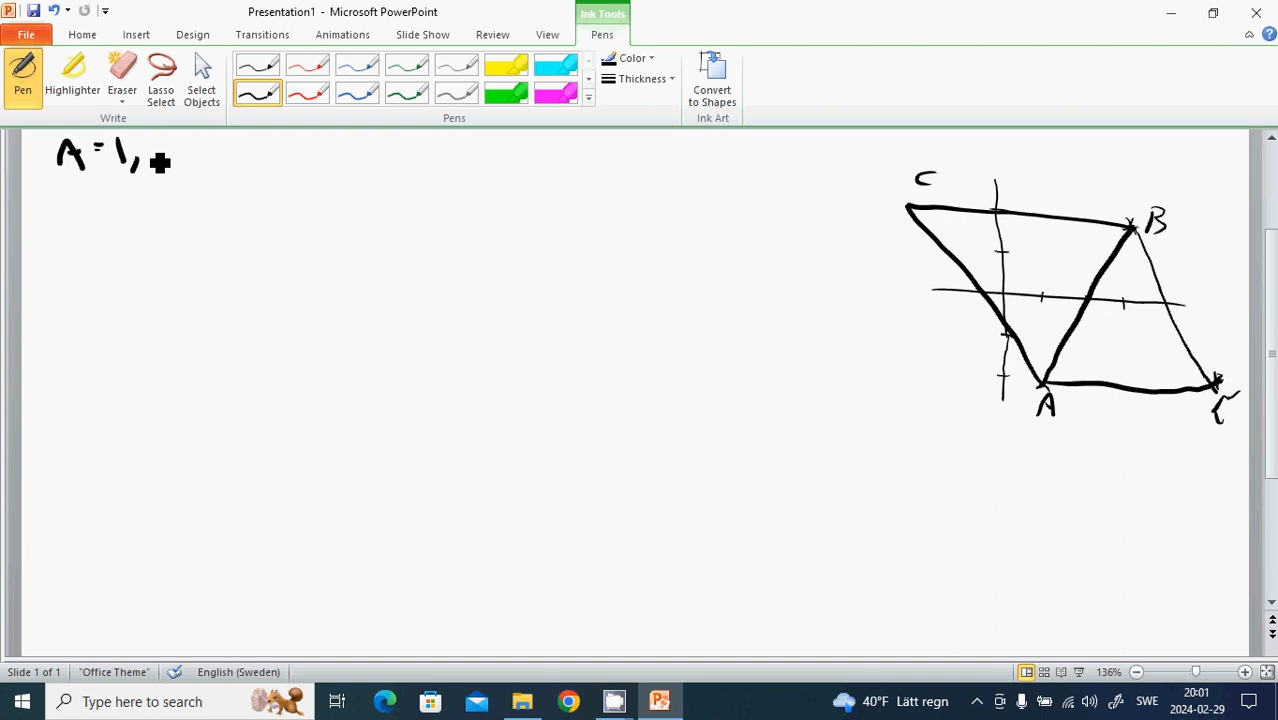 Presentation1 - Microsoft PowerPoint
Ink Tools
File Home Insert Design Transitions Animations Slide Show Review View Pens
Pen
Highlighter
Eraser
Lasso
Select
Select
Objects
Color
Thickness
Convert
to Shapes
Write
Pens
Ink Art
A = 1,
C
B
A
C
Slide 1 of 1
"Office Theme"
English (Sweden)
136%
Type here to search
40°F Lätt regn
SWE
20:01
2024-02-29